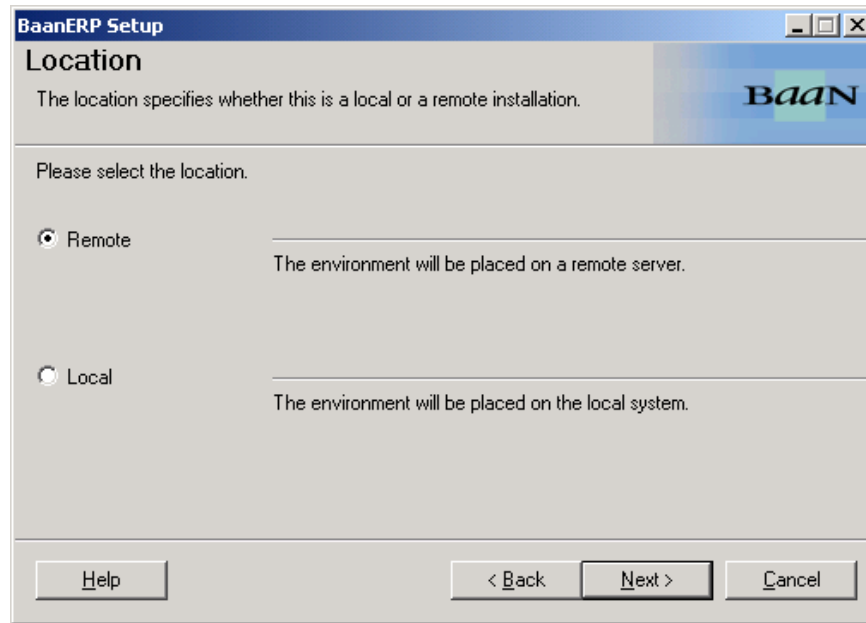 BaanERP Setup
Location
The location specifies whether this is a local or a remote installation.
BaaN
Please select the location.
Remote
The environment will be placed on a remote server.
Local
The environment will be placed on the local system.
Help
< Back
Next >
Cancel